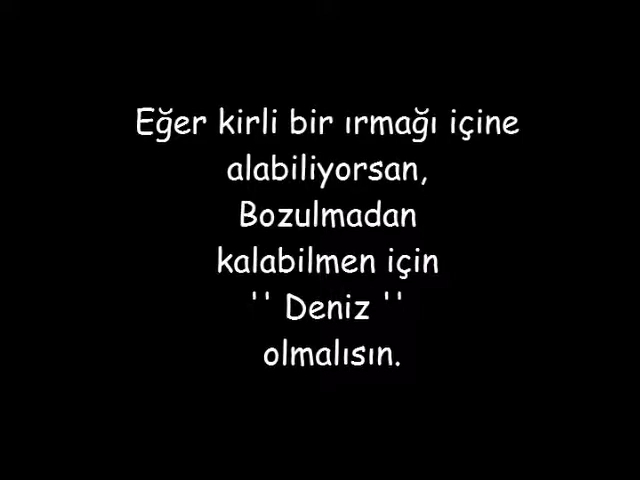 Eğer kirli bir ırmağı içine
alabiliyorsan,
Bozulmadan
kalabilmen için
'' Deniz ''
olmalısın.